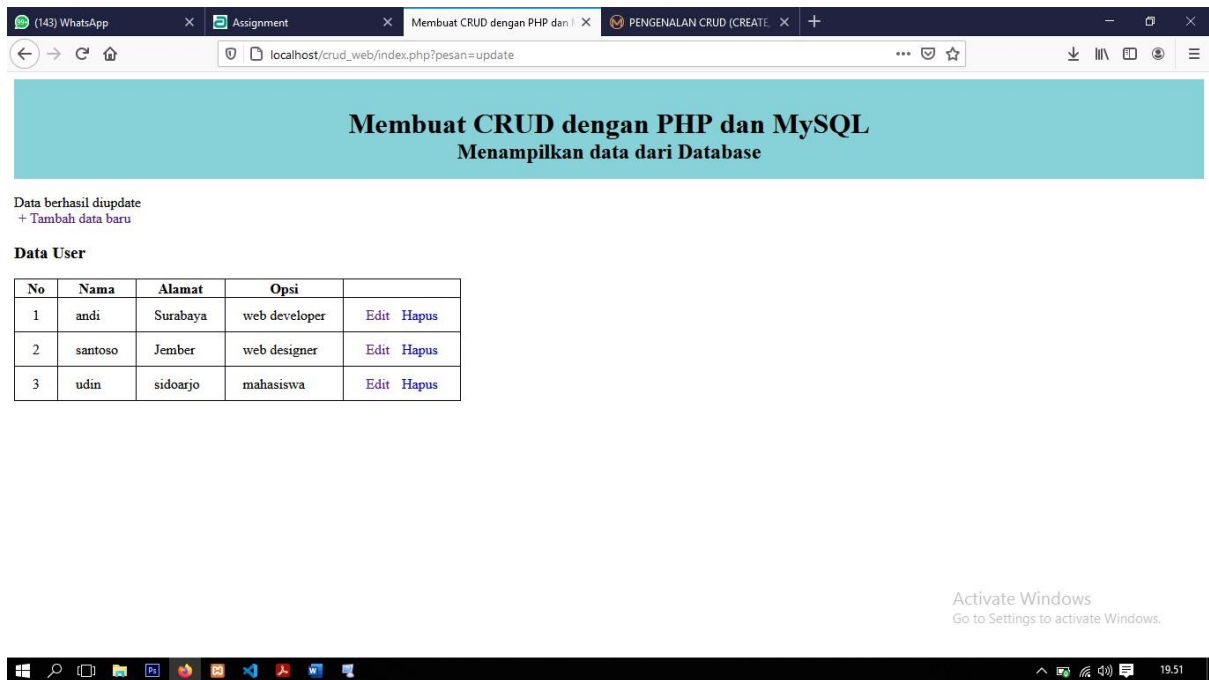 (143) WhatsApp
Assignment
Membuat CRUD dengan PHP dan
PENGENALAN CRUD (CREATE,
localhost/crud_web/index.php?pesan=update
Membuat CRUD dengan PHP dan MySQL
Menampilkan data dari Database
Data berhasil diupdate
+ Tambah data baru
Data User
No Nama Alamat Opsi
1 andi Surabaya web developer Edit Hapus
2 santoso Jember web designer Edit Hapus
3 udin sidoarjo mahasiswa Edit Hapus
Activate Windows
Go to Settings to activate Windows.
19.51